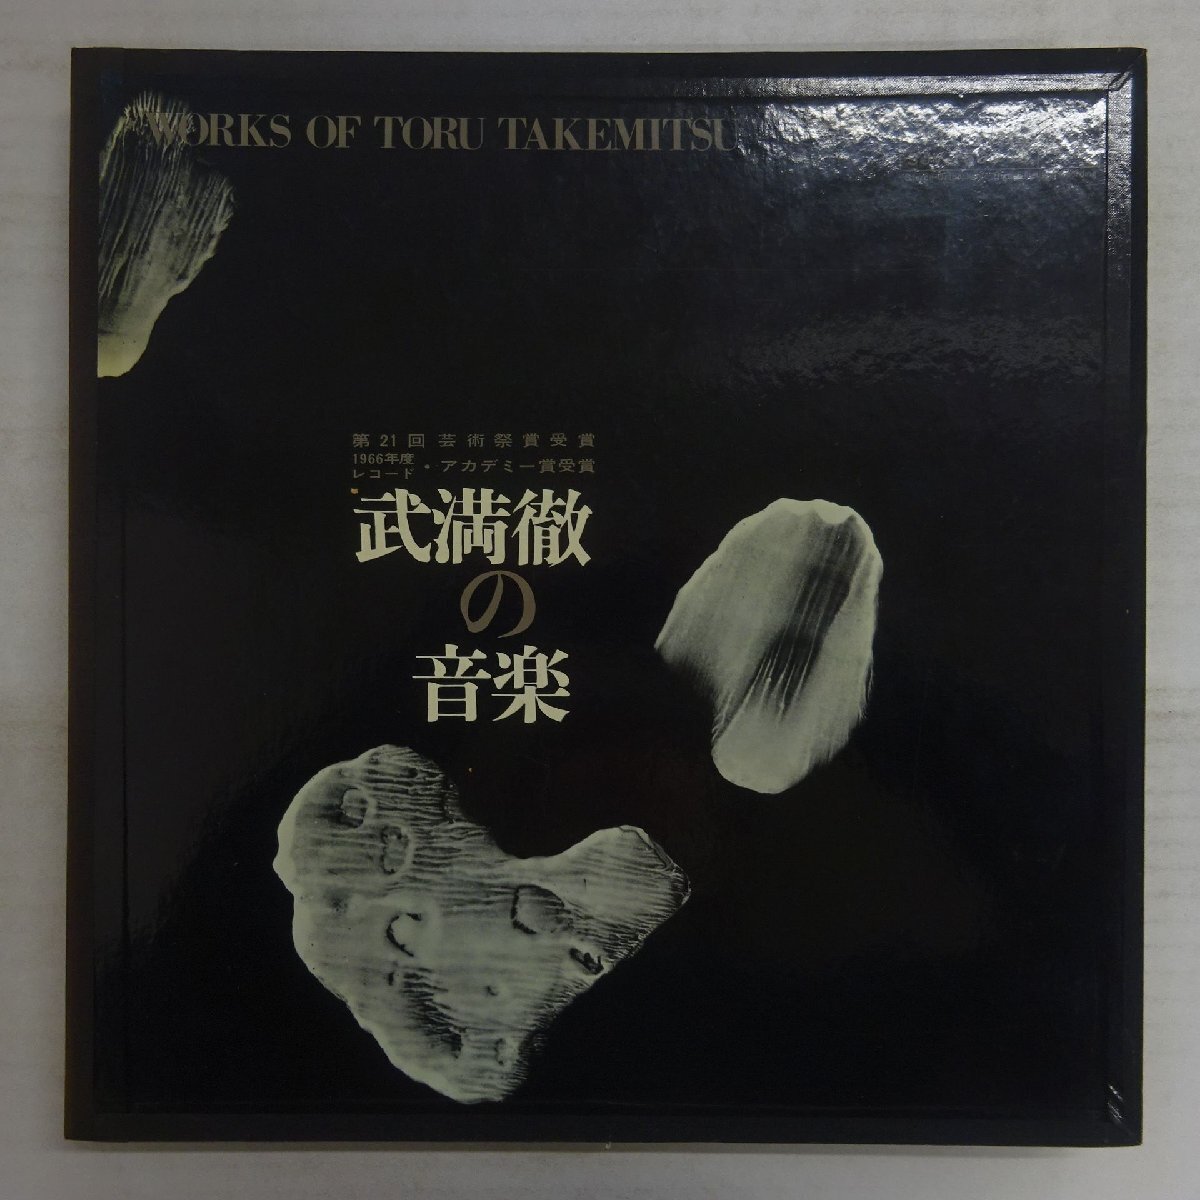 WORKS OF TORU TAKEMITSU
第21回芸術祭賞受賞
1966年度
レコード・アカデミー賞受賞
武満徹
の
音楽